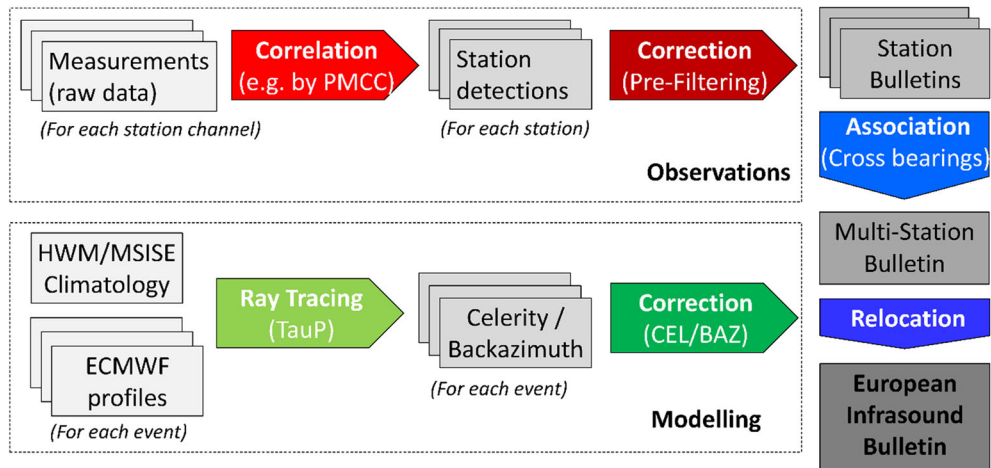 Measurements
(raw data)
(For each station channel)
Correlation
(e.g. by PMCC)
Station
detections
(For each station)
Correction
(Pre-Filtering)
Observations
Station
Bulletins
Association
(Cross bearings)
Multi-Station
Bulletin
Relocation
European
Infrasound
Bulletin
HWM/MSISE
Climatology
ECMWF
profiles
(For each event)
Ray Tracing
(TauP)
Celerity /
Backazimuth
(For each event)
Correction
(CEL/BAZ)
Modelling